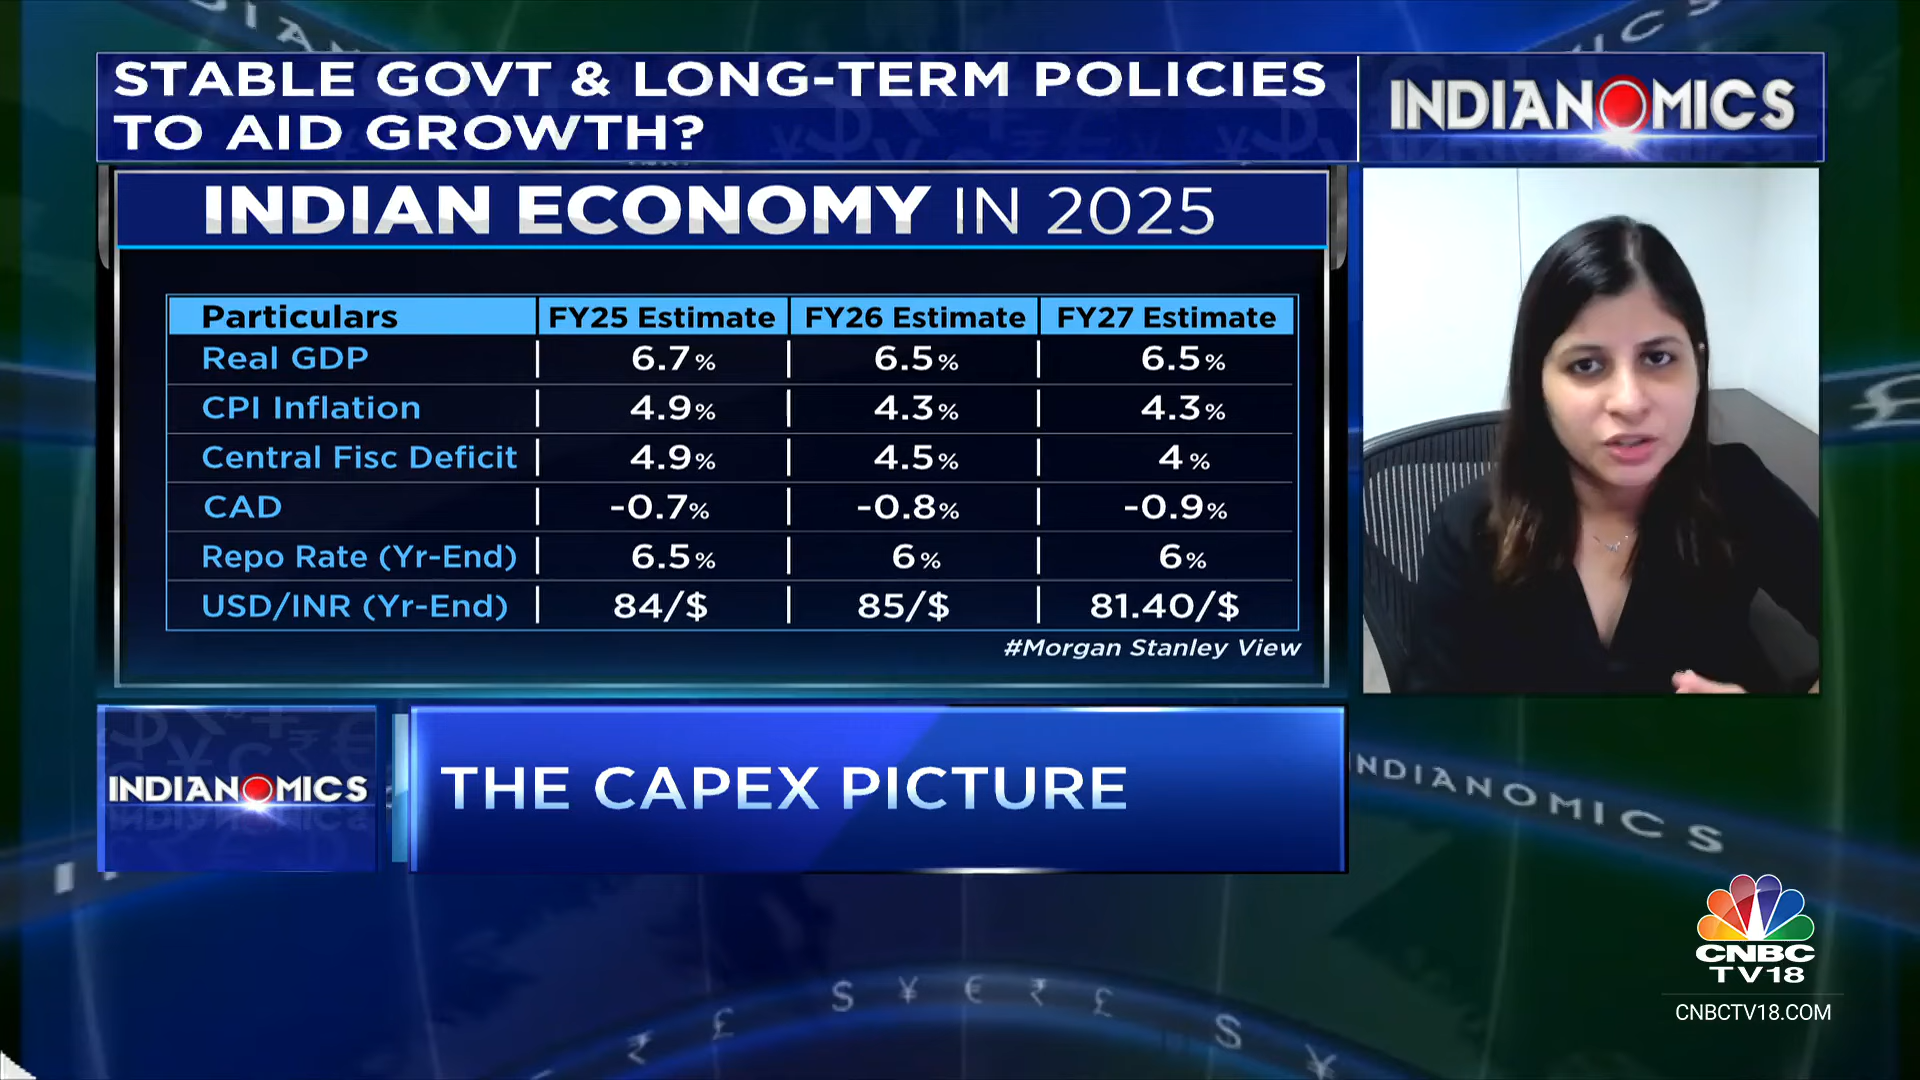 STABLE GOVT & LONG-TERM POLICIES
TO AID GROWTH?
INDIANOMICS
INDIAN ECONOMY IN 2025
Particulars FY25 Estimate FY26 Estimate FY27 Estimate
Real GDP 6.7% 6.5% 6.5%
CPI Inflation 4.9% 4.3% 4.3%
Central Fisc Deficit 4.9% 4.5% 4%
CAD -0.7% -0.8% -0.9%
Repo Rate (Yr-End) 6.5% 6% 6%
USD/INR (Yr-End) 84/$ 85/$ 81.40/$
#Morgan Stanley View
INDIANOMICS
THE CAPEX PICTURE
INDIANOMICS
CNBC
TV18
CNBCTV18.COM
S ¥ € ₹ £
₹ £ S ¥